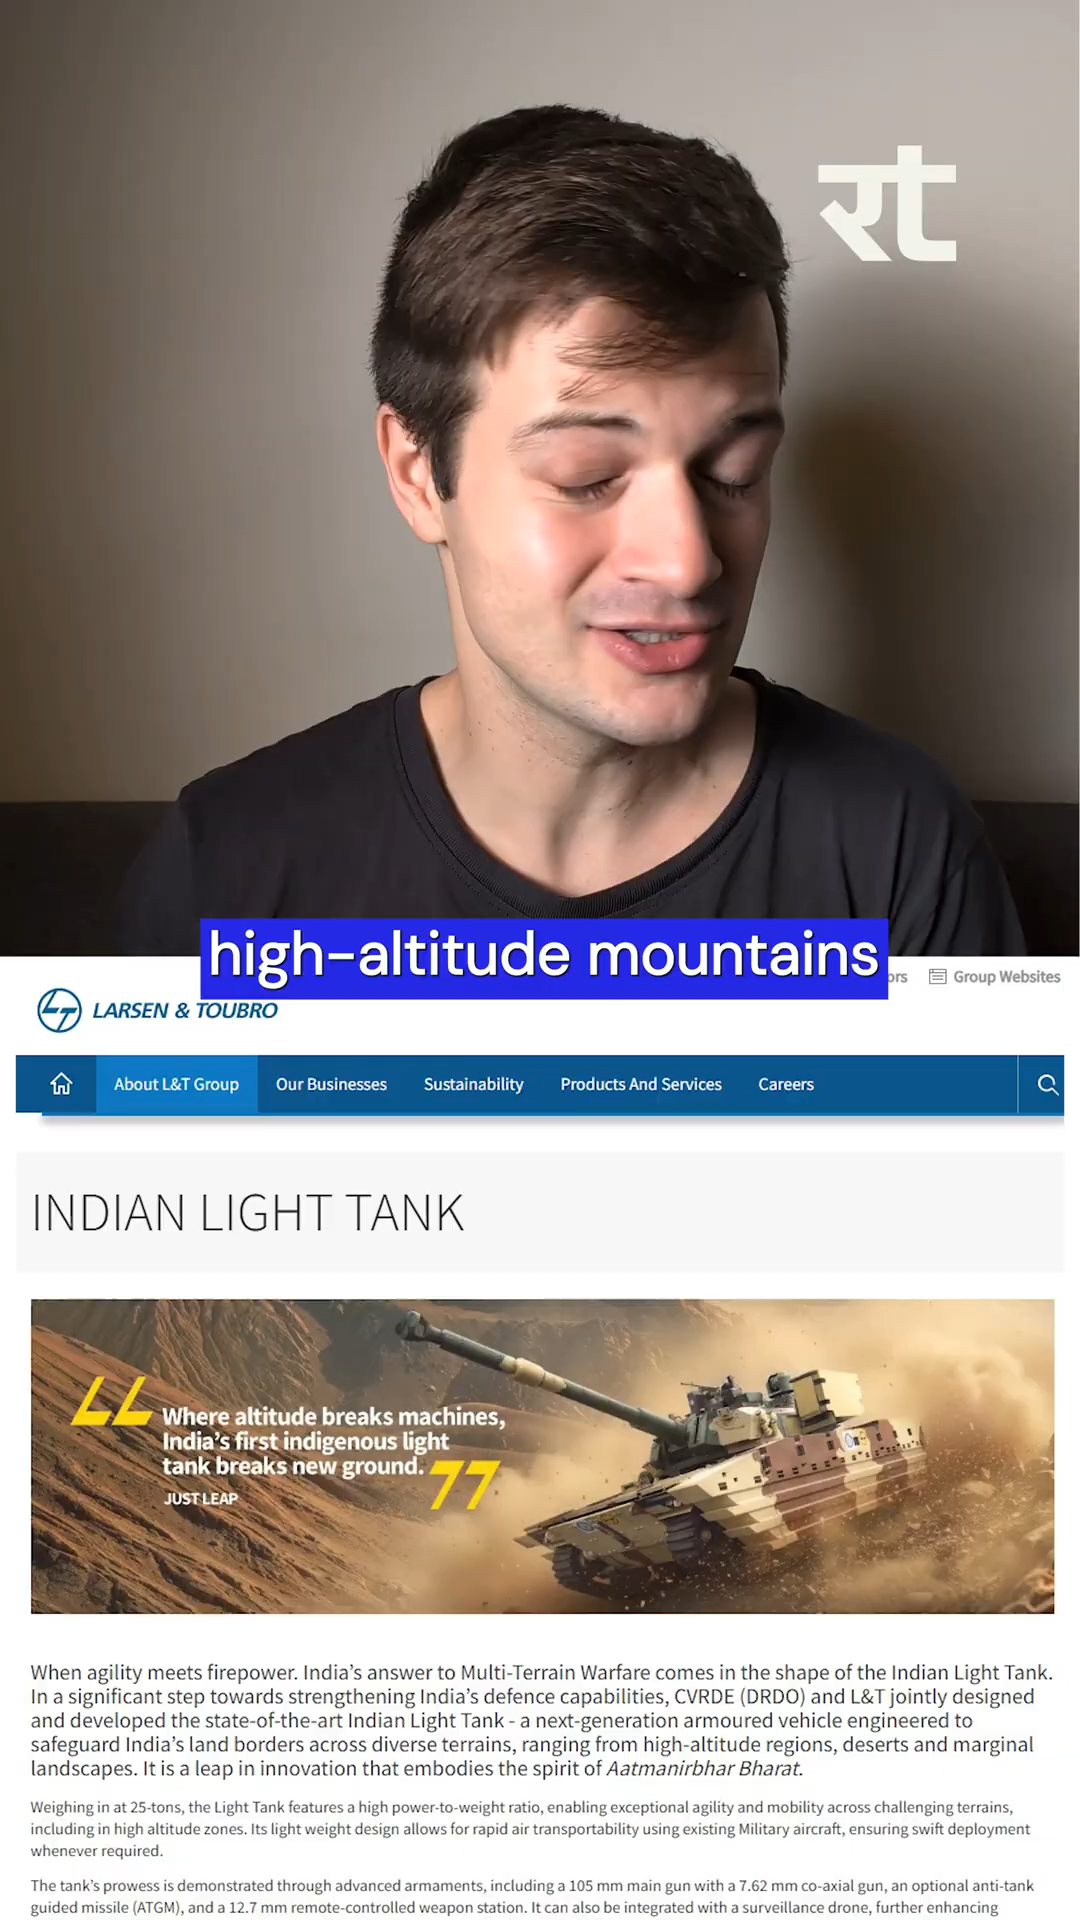 रt
high-altitude mountains
ors Group Websites
LARSEN & TOUBRO
About L&T Group Our Businesses Sustainability Products And Services Careers
INDIAN LIGHT TANK
Where altitude breaks machines,
India's first indigenous light
tank breaks new ground.
JUST LEAP
When agility meets firepower. India's answer to Multi-Terrain Warfare comes in the shape of the Indian Light Tank.
In a significant step towards strengthening India's defence capabilities, CVRDE (DRDO) and L&T jointly designed
and developed the state-of-the-art Indian Light Tank - a next-generation armoured vehicle engineered to
safeguard India's land borders across diverse terrains, ranging from high-altitude regions, deserts and marginal
landscapes. It is a leap in innovation that embodies the spirit of Aatmanirbhar Bharat.
Weighing in at 25-tons, the Light Tank features a high power-to-weight ratio, enabling exceptional agility and mobility across challenging terrains,
including in high altitude zones. Its light weight design allows for rapid air transportability using existing Military aircraft, ensuring swift deployment
whenever required.
The tank's prowess is demonstrated through advanced armaments, including a 105 mm main gun with a 7.62 mm co-axial gun, an optional anti-tank
guided missile (ATGM), and a 12.7 mm remote-controlled weapon station. It can also be integrated with a surveillance drone, further enhancing